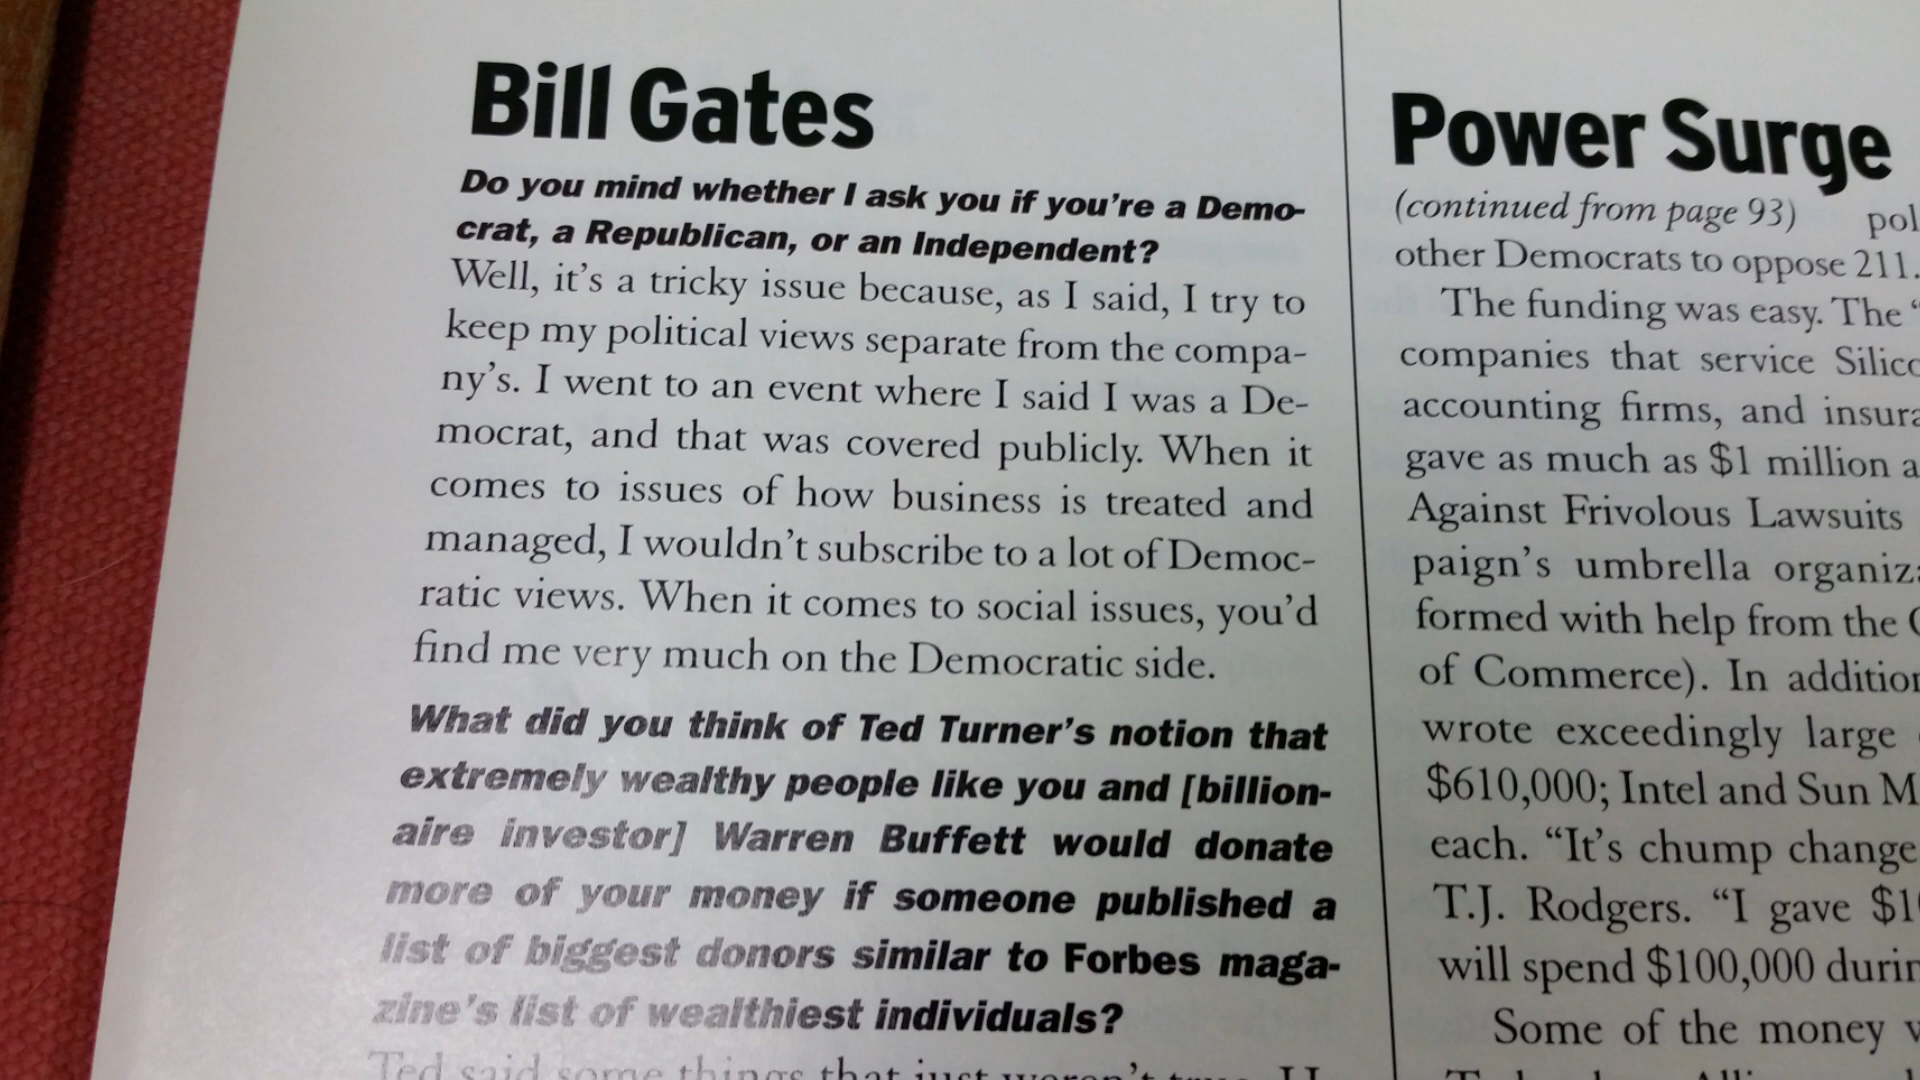 Bill Gates
Do you mind whether I ask you if you're a Demo-
crat, a Republican, or an Independent?
Well, it's a tricky issue because, as I said, I try to
keep my political views separate from the compa-
ny's. I went to an event where I said I was a De-
mocrat, and that was covered publicly. When it
comes to issues of how business is treated and
managed, I wouldn't subscribe to a lot of Democ-
ratic views. When it comes to social issues, you'd
find me very much on the Democratic side.
What did you think of Ted Turner's notion that
extremely wealthy people like you and [billion-
aire investor] Warren Buffett would donate
more of your money if someone published a
list of biggest donors similar to Forbes maga-
zine's list of wealthiest individuals?
Ted said some things that just weren't
Power Surge
(continued from page 93)
other Democrats to oppose 211.
The funding was easy. The "
companies that service
accounting firms, and
gave as much as $1 million
Against Frivolous Lawsuits
paign's umbrella
formed with help from the
of Commerce). In
wrote exceedingly large
$610,000; Intel and Sun
each. "It's chump change
T.J. Rodgers. "I gave
will spend $100,000
Some of the money